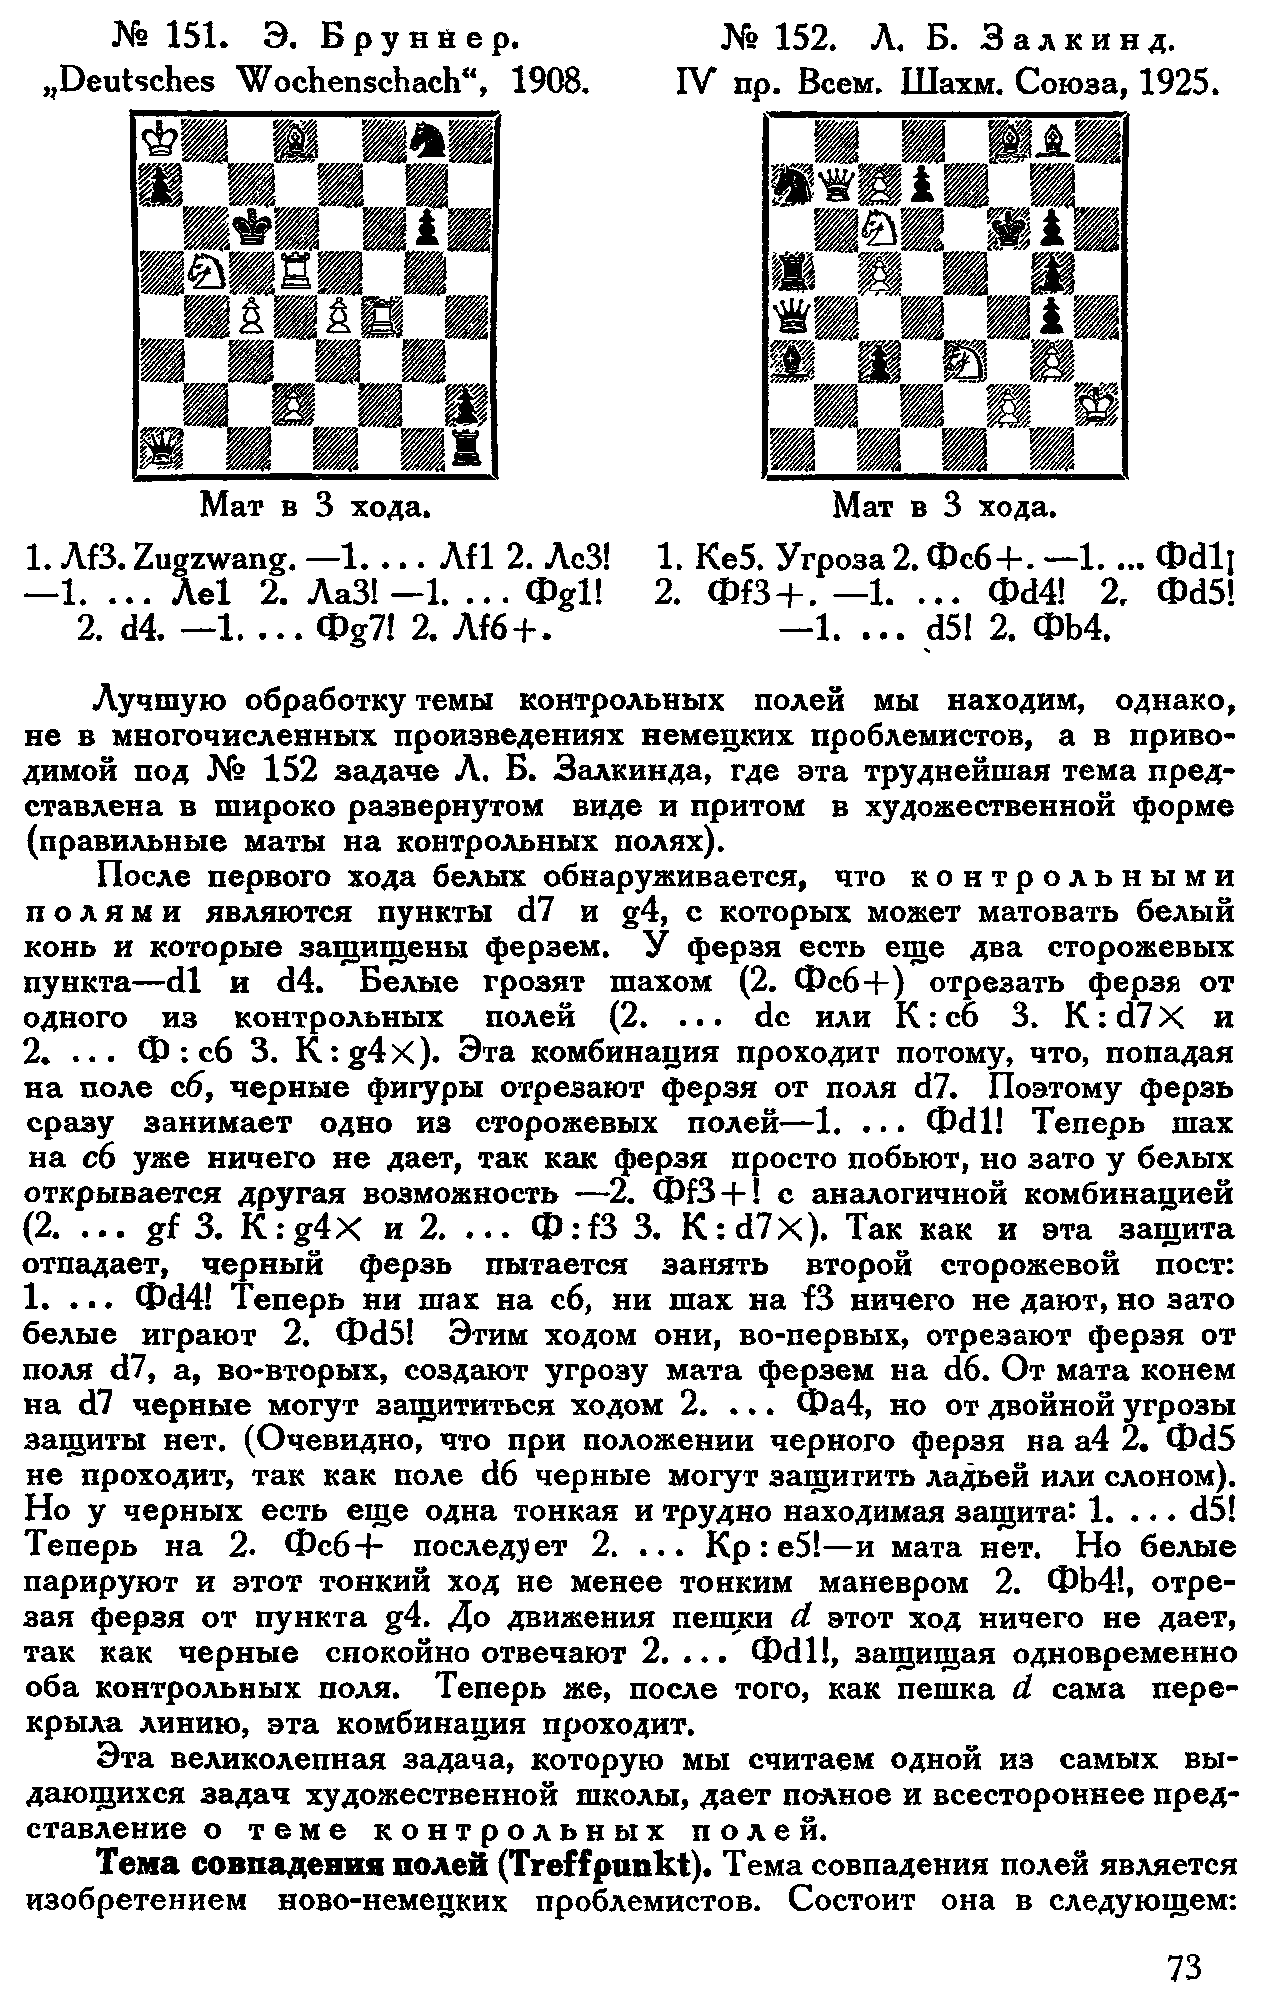 № 151. Э. Бруннер.
„Deutsches Wochenschach“, 1908.
Мат в 3 хода.
1. Лf3. Zugzwang. —1. ... Лf1 2. Лc3!
—1. ... Лe1 2. Лa3! —1. ... Фg1!
2. d4. —1. ... Фg7! 2. Лf6+.
№ 152. Л. Б. Залкинд.
IV пр. Всем. Шахм. Союза, 1925.
Мат в 3 хода.
1. Кe5. Угроза 2. Фc6+. —1. ... Фd1;
2. Фf3+. —1. ... Фd4! 2. Фd5!
—1. ... d5! 2. Фb4.
Лучшую обработку темы контрольных полей мы находим, однако,
не в многочисленных произведениях немецких проблемистов, а в приво-
димой под № 152 задаче Л. Б. Залкинда, где эта труднейшая тема пред-
ставлена в широко развернутом виде и притом в художественной форме
(правильные маты на контрольных полях).
После первого хода белых обнаруживается, что контрольными
полями являются пункты d7 и g4, с которых может матовать белый
конь и которые защищены ферзем. У ферзя есть еще два сторожевых
пункта—d1 и d4. Белые грозят шахом (2. Фc6+) отрезать ферзя от
одного из контрольных полей (2. ... dc или К:c6 3. К:d7× и
2. ... Ф:c6 3. К:g4×). Эта комбинация проходит потому, что, попадая
на поле c6, черные фигуры отрезают ферзя от поля d7. Поэтому ферзь
сразу занимает одно из сторожевых полей—1. ... Фd1! Теперь шах
на c6 уже ничего не дает, так как ферзя просто побьют, но зато у белых
открывается другая возможность —2. Фf3+! с аналогичной комбинацией
(2. ... gf 3. К:g4× и 2. ... Ф:f3 3. К:d7×). Так как и эта защита
отпадает, черный ферзь пытается занять второй сторожевой пост:
1. ... Фd4! Теперь ни шах на c6, ни шах на f3 ничего не дают, но зато
белые играют 2. Фd5! Этим ходом они, во-первых, отрезают ферзя от
поля d7, а, во-вторых, создают угрозу мата ферзем на d6. От мата конем
на d7 черные могут защититься ходом 2. ... Фa4, но от двойной угрозы
защиты нет. (Очевидно, что при положении черного ферзя на a4 2. Фd5
не проходит, так как поле d6 черные могут защитить ладьей или слоном).
Но у черных есть еще одна тонкая и трудно находимая защита: 1. ... d5!
Теперь на 2. Фc6+ последует 2. ... Кр:e5!—и мата нет. Но белые
парируют и этот тонкий ход не менее тонким маневром 2. Фb4!, отре-
зая ферзя от пункта g4. До движения пешки d этот ход ничего не дает,
так как черные спокойно отвечают 2. ... Фd1!, защищая одновременно
оба контрольных поля. Теперь же, после того, как пешка d сама пере-
крыла линию, эта комбинация проходит.
Эта великолепная задача, которую мы считаем одной из самых вы-
дающихся задач художественной школы, дает полное и всестороннее пред-
ставление о теме контрольных полей.
Тема совпадения полей (Treffpunkt). Тема совпадения полей является
изобретением ново-немецких проблемистов. Состоит она в следующем:
73